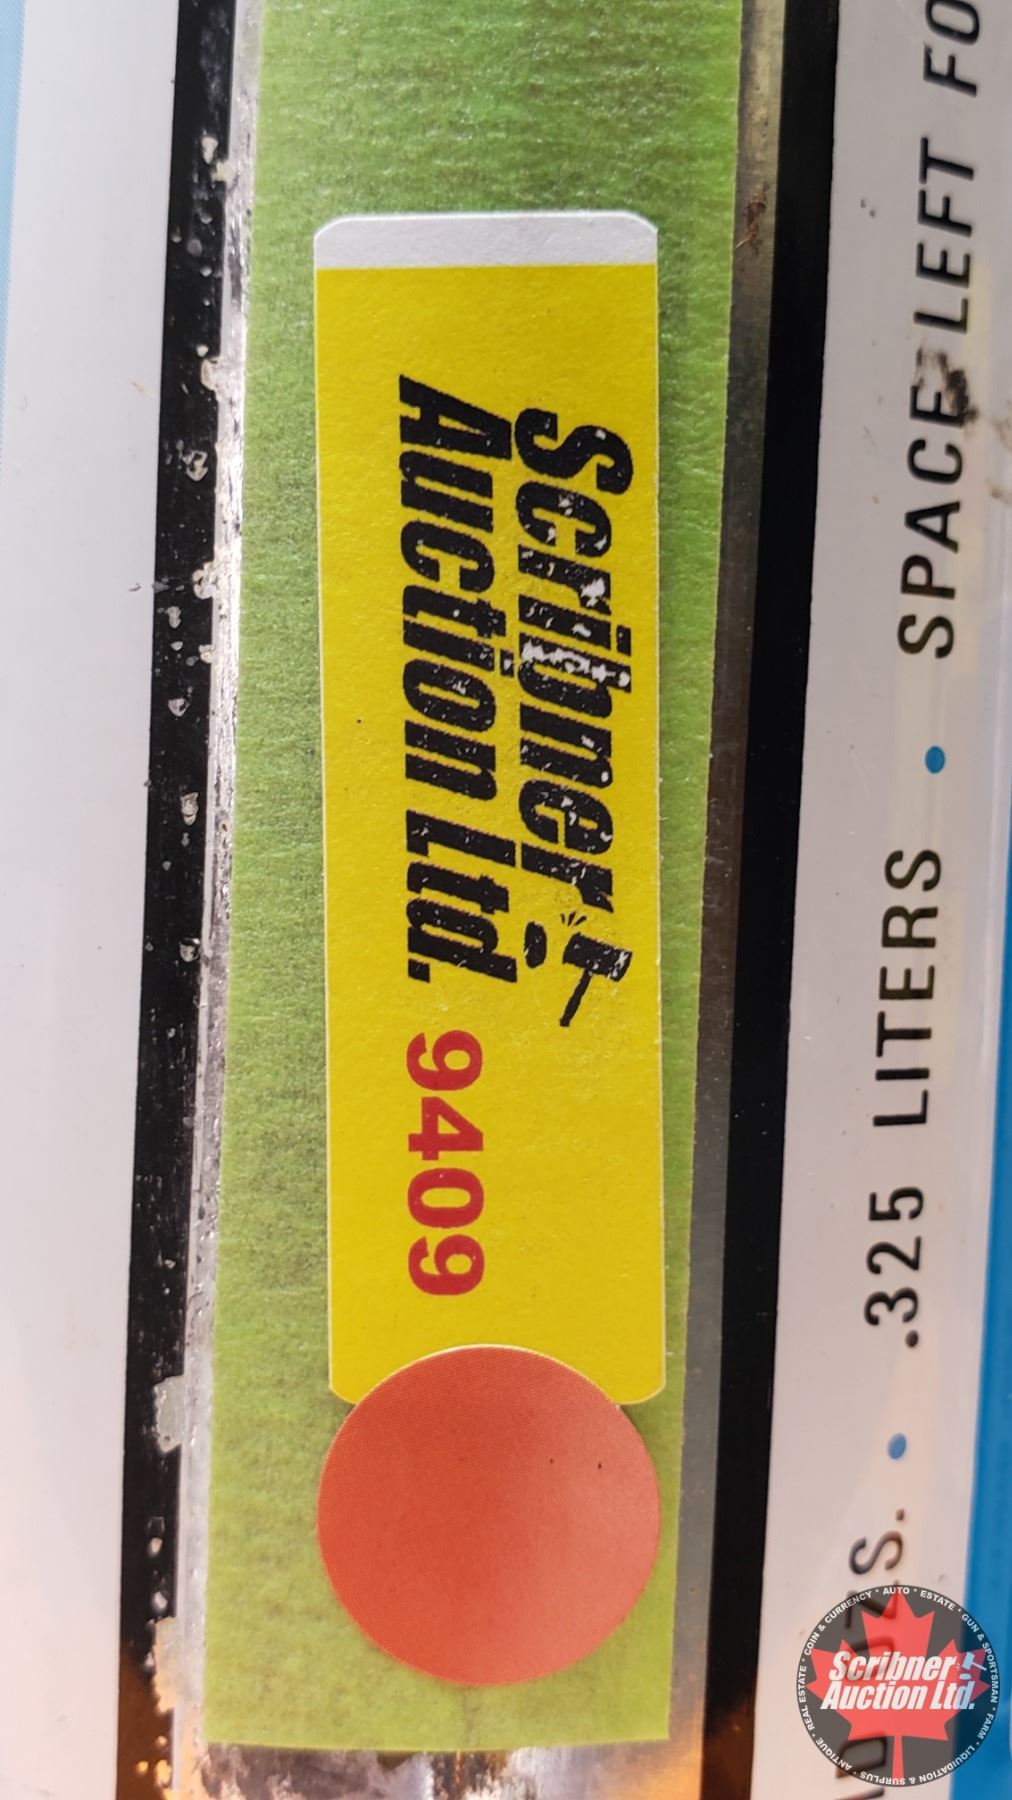 Scribner
Auction Ltd. 9409
OZS. • .325 LITERS • SPACE LEFT FO
Scribner
Auction Ltd.
ANTIQUE * REAL ESTATE * COIN & CURRENCY * AUTO * ESTATE * GUN & SPORTSMAN * FARM * LIQUIDATION & SURPLUS *